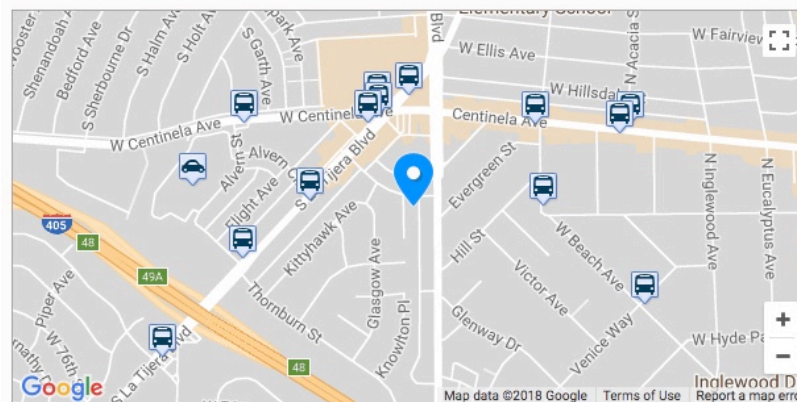 Elementary School
Blvd
Shenandoah A
Bedford Ave
S Sherbourne Dr
S Halm Ave
S Holt Ave
S Garth Ave
park Ave
W Ellis Ave
W Fairview
N Acacia S
W Hillsdal
W Centinela Ave
W Centinela Ave
Centinela Ave
Alvern St
Alvern C
Flight Ave
S La Tijera Blvd
Evergreen St
N Inglewood Ave
N Eucalyptus Ave
405
48
49A
Kittyhawk Ave
Glasgow Ave
Knowlton Pl
Hill St
W Beach Ave
Victor Ave
Glenway Dr
Venice Way
W Hyde Pa
Piper Ave
W 76th S
Thornburn St
48
S La Tijera Blvd
Inglewood D
+
−
Google
Map data ©2018 Google Terms of Use Report a map erro